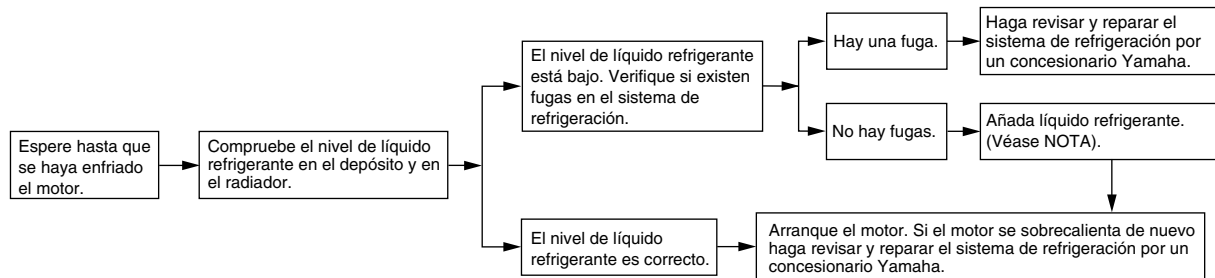 Espere hasta que
se haya enfriado
el motor.
Compruebe el nivel de líquido
refrigerante en el depósito y en
el radiador.
El nivel de líquido refrigerante
está bajo. Verifique si existen
fugas en el sistema de
refrigeración.
Hay una fuga.
Haga revisar y reparar el
sistema de refrigeración por
un concesionario Yamaha.
No hay fugas.
Añada líquido refrigerante.
(Véase NOTA).
El nivel de líquido
refrigerante es correcto.
Arranque el motor. Si el motor se sobrecalienta de nuevo
haga revisar y reparar el sistema de refrigeración por un
concesionario Yamaha.